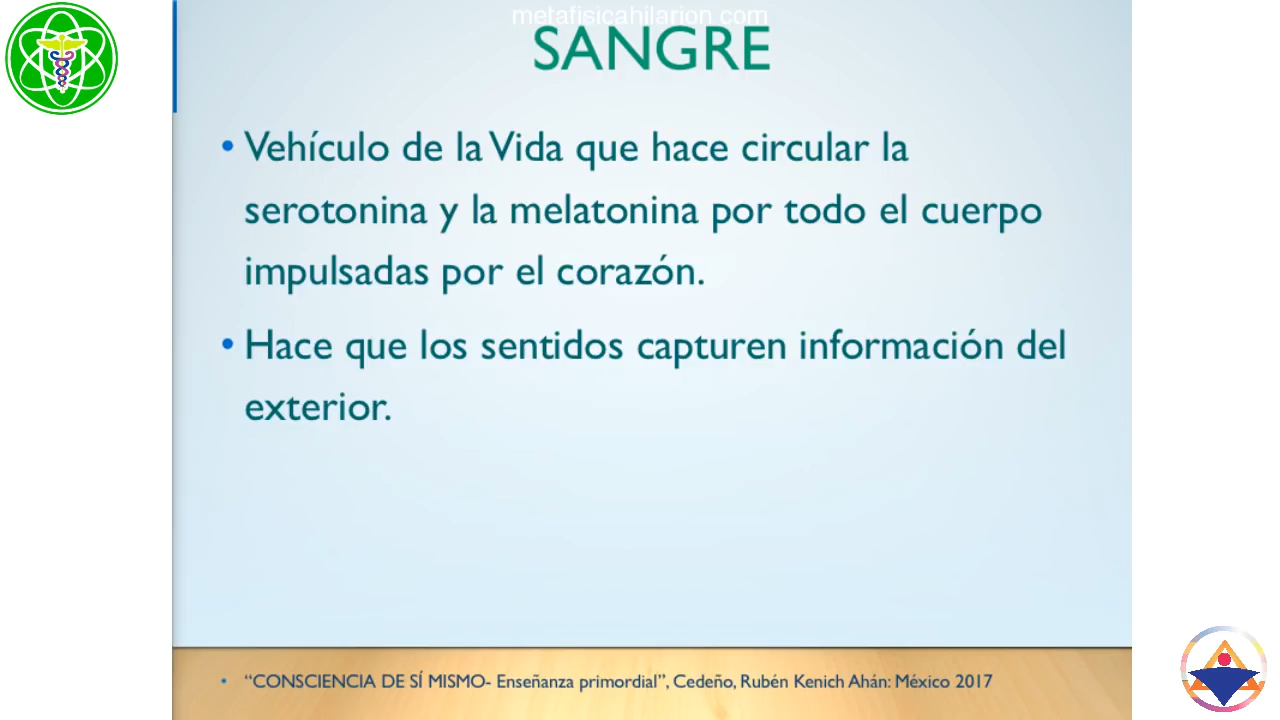 metafisicahilarion com
SANGRE
• Vehículo de la Vida que hace circular la
serotonina y la melatonina por todo el cuerpo
impulsadas por el corazón.
• Hace que los sentidos capturen información del
exterior.
• “CONSCIENCIA DE SÍ MISMO- Enseñanza primordial”, Cedeño, Rubén Kenich Ahán: México 2017